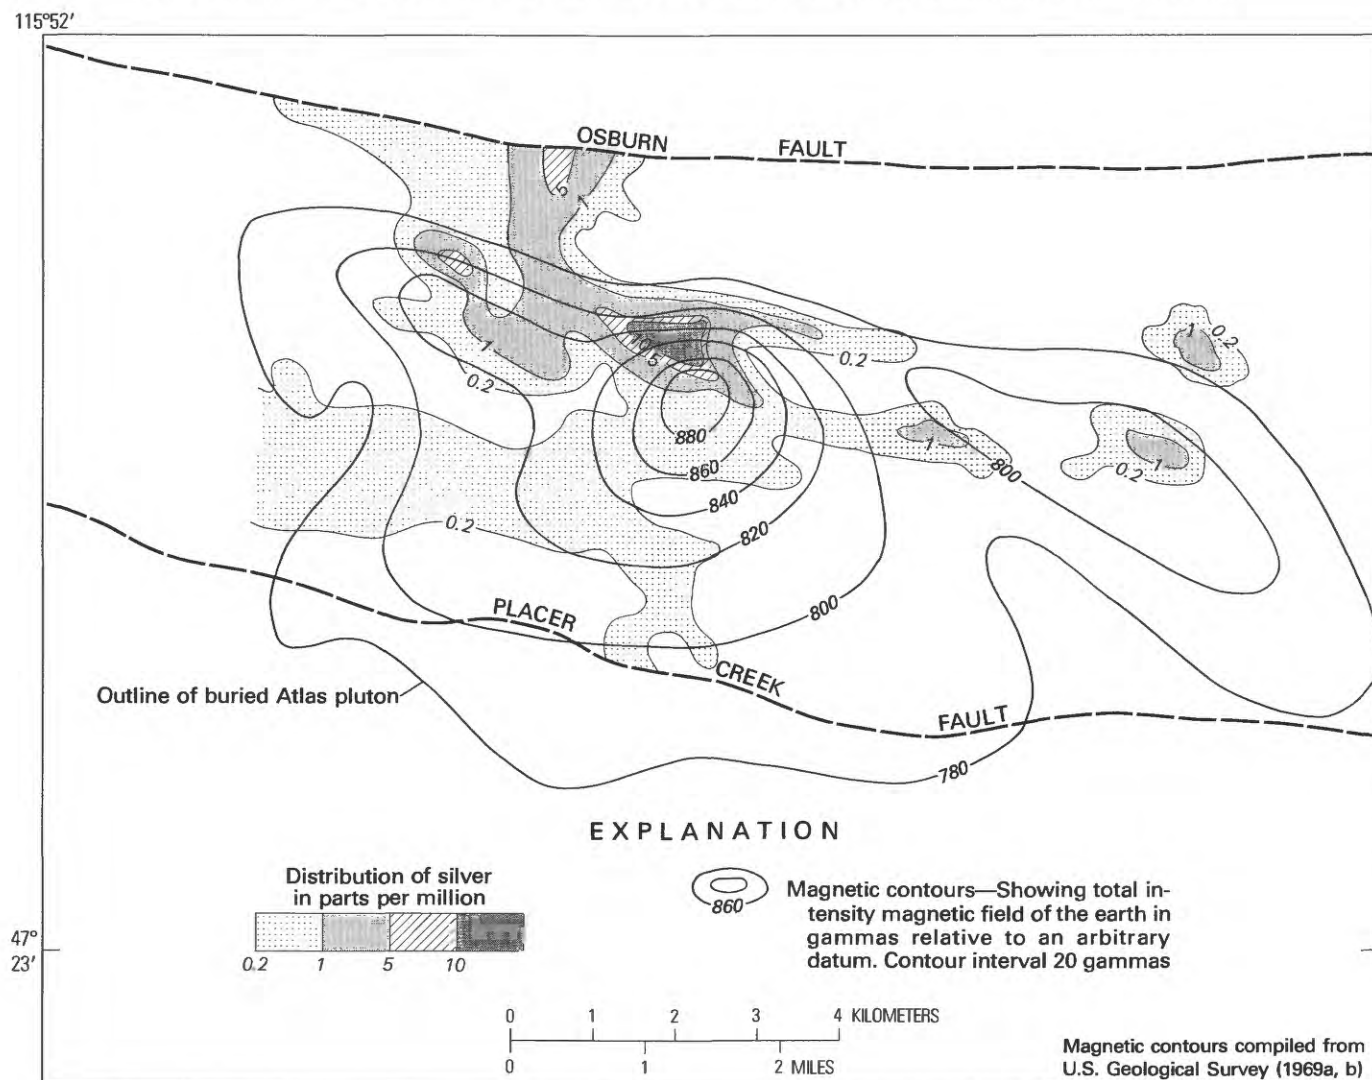 115°52′
OSBURN FAULT
5
1
1
10
5
0.2
0.2
1
0.2
0.2
880
860
840
820
800
1
800
0.2
1
0.2
PLACER
CREEK
FAULT
800
780
Outline of buried Atlas pluton
EXPLANATION
Distribution of silver
in parts per million
0.2 1 5 10
860
Magnetic contours—Showing total in-
tensity magnetic field of the earth in
gammas relative to an arbitrary
datum. Contour interval 20 gammas
47°
23′
0 1 2 3 4 KILOMETERS
0 1 2 MILES
Magnetic contours compiled from
U.S. Geological Survey (1969a, b)